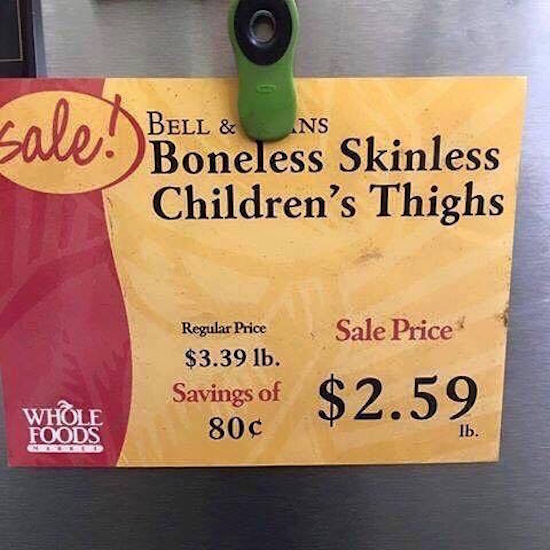 Sale!
BELL & 
Boneless Skinless
Children's Thighs
Regular Price
$3.39 lb.
Savings of
80¢
Sale Price
$2.59
lb.
WHOLE
FOODS
MARKET